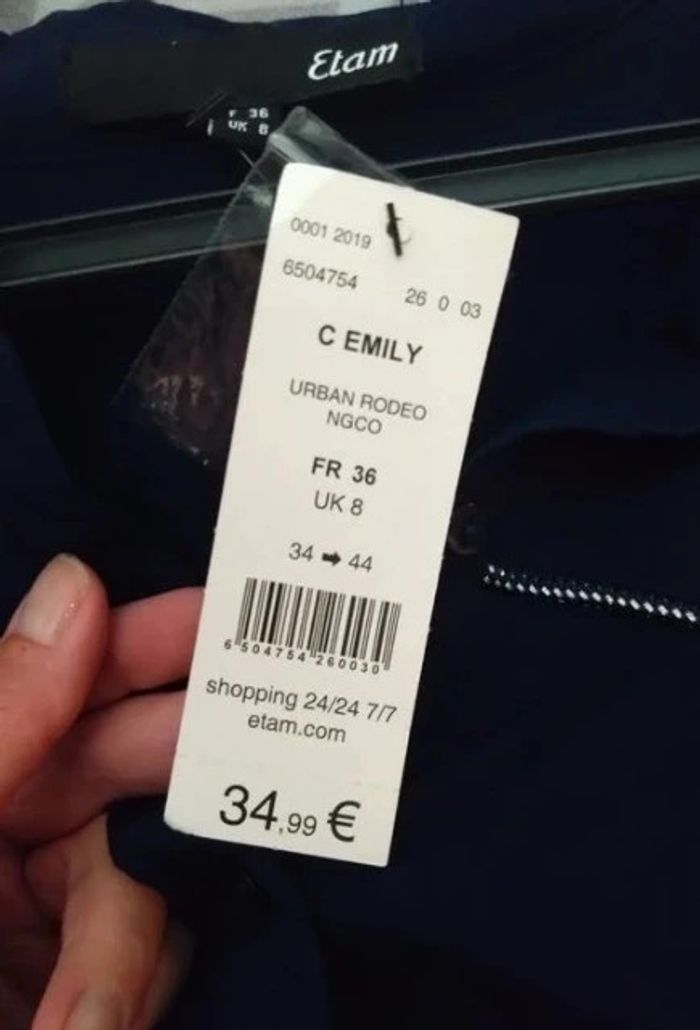 Etam
F 36
UK 8
0001 2019
6504754 26 0 03
C EMILY
URBAN RODEO
NGCO
FR 36
UK 8
34 ➡ 44
6 504754 260030
shopping 24/24 7/7
etam.com
34,99 €